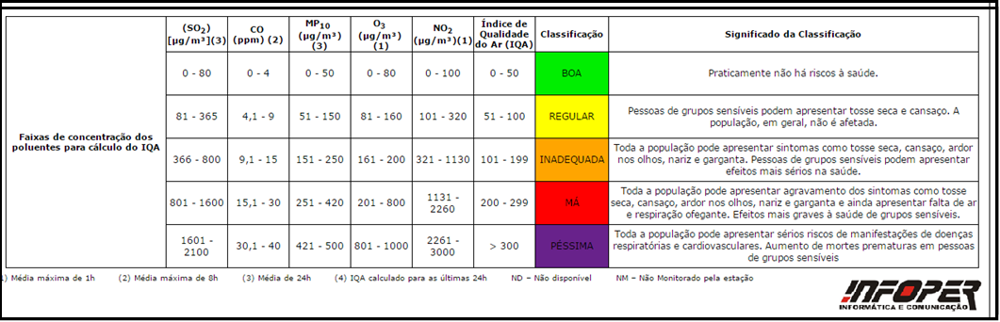 (SO2) [µg/m³](3) CO (ppm) (2) MP10 (µg/m³) (3) O3 (µg/m³) (1) NO2 (µg/m³)(1) Índice de Qualidade do Ar (IQA) Classificação Significado da Classificação
Faixas de concentração dos poluentes para cálculo do IQA
0 - 80 0 - 4 0 - 50 0 - 80 0 - 100 0 - 50 BOA Praticamente não há riscos à saúde.
81 - 365 4,1 - 9 51 - 150 81 - 160 101 - 320 51 - 100 REGULAR Pessoas de grupos sensíveis podem apresentar tosse seca e cansaço. A população, em geral, não é afetada.
366 - 800 9,1 - 15 151 - 250 161 - 200 321 - 1130 101 - 199 INADEQUADA Toda a população pode apresentar sintomas como tosse seca, cansaço, ardor nos olhos, nariz e garganta. Pessoas de grupos sensíveis podem apresentar efeitos mais sérios na saúde.
801 - 1600 15,1 - 30 251 - 420 201 - 800 1131 - 2260 200 - 299 MÁ Toda a população pode apresentar agravamento dos sintomas como tosse seca, cansaço, ardor nos olhos, nariz e garganta e ainda apresentar falta de ar e respiração ofegante. Efeitos mais graves à saúde de grupos sensíveis.
1601 - 2100 30,1 - 40 421 - 500 801 - 1000 2261 - 3000 > 300 PÉSSIMA Toda a população pode apresentar sérios riscos de manifestações de doenças respiratórias e cardiovasculares. Aumento de mortes prematuras em pessoas de grupos sensíveis
1) Média máxima de 1h (2) Média máxima de 8h (3) Média de 24h (4) IQA calculado para as últimas 24h ND – Não disponível NM – Não Monitorado pela estação
INFOPER
INFORMÁTICA E COMUNICAÇÃO